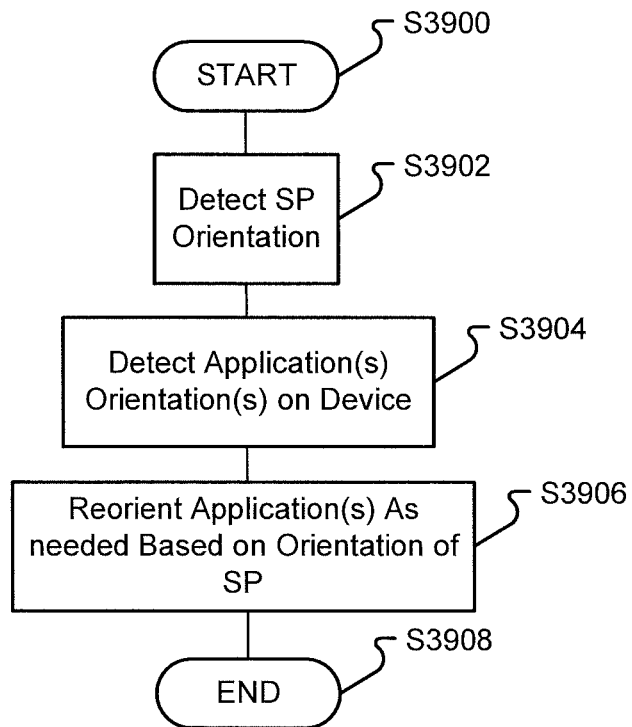 S3900
START
S3902
Detect SP
Orientation
S3904
Detect Application(s)
Orientation(s) on Device
S3906
Reorient Application(s) As
needed Based on Orientation of
SP
S3908
END